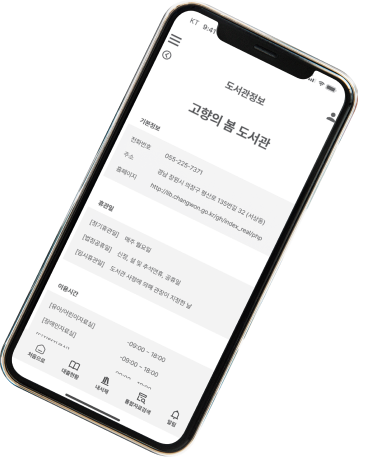 KT 9:41
도서관정보
고향의 봄 도서관
기본정보
전화번호 055-225-7371
주소 경남 창원시 의창구 평산로 135번길 32 (서상동)
홈페이지 http://lib.changwon.go.kr/gh/index_real.php
휴관일
[정기휴관일] 매주 월요일
[법정공휴일] 신정, 설 및 추석연휴, 공휴일
[임시휴관일] 도서관 사정에 의해 관장이 지정한 날
이용시간
[유아/어린이자료실] -09:00 ~ 18:00
[장애인자료실] -09:00 ~ 18:00
처음으로
대출현황
내서재
통합자료검색
알림